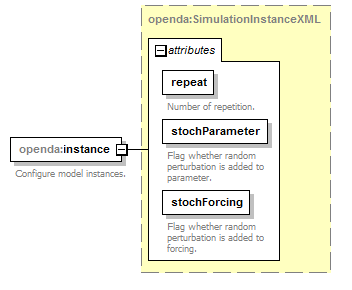 openda:SimulationInstanceXML
attributes
repeat
Number of repetition.
stochParameter
Flag whether random
perturbation is added to
parameter.
stochForcing
Flag whether random
perturbation is added to
forcing.
openda:instance
Configure model instances.